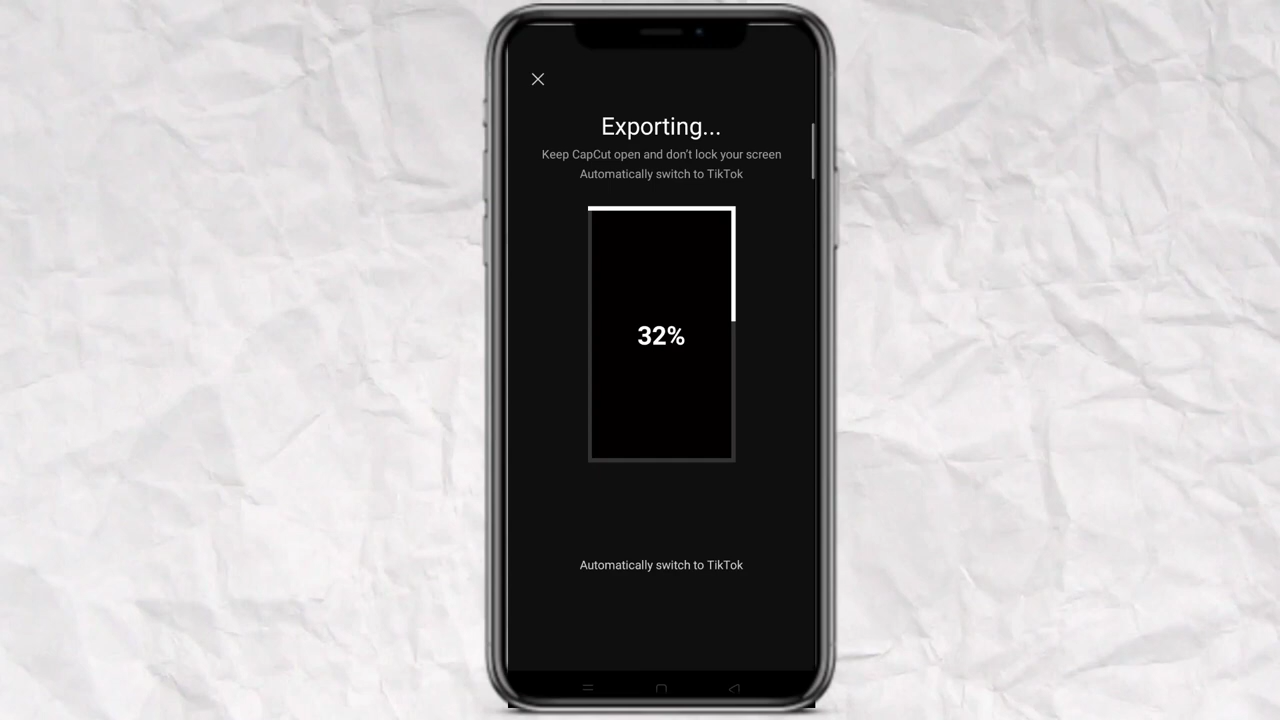 Exporting...
Keep CapCut open and don't lock your screen
Automatically switch to TikTok
32%
Automatically switch to TikTok